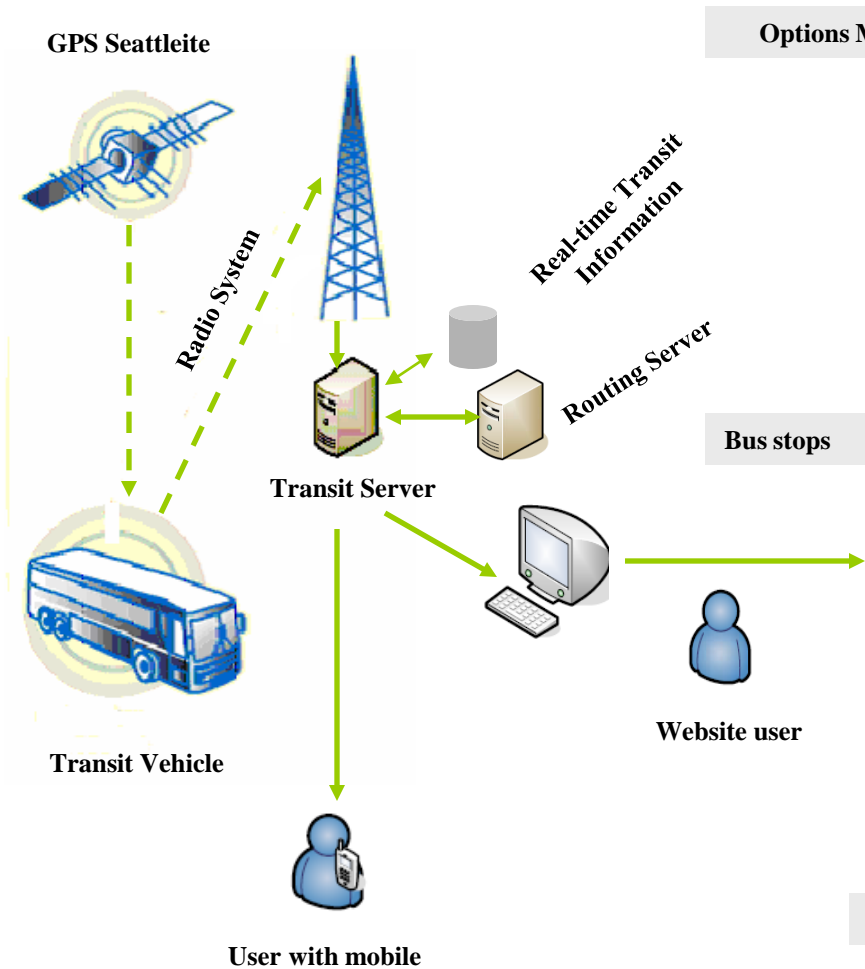 GPS Seattleite
Options M
Real-time Transit
Information
Radio System
Routing Server
Bus stops
Transit Server
Website user
Transit Vehicle
User with mobile